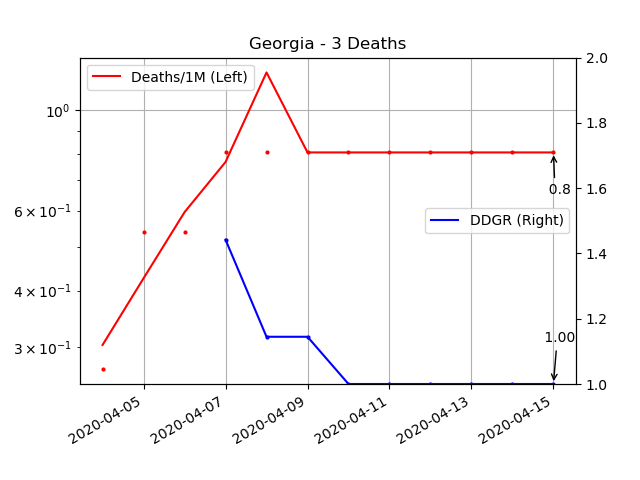 Georgia - 3 Deaths
Deaths/1M (Left)
10⁰
6 × 10⁻¹
4 × 10⁻¹
3 × 10⁻¹
2.0
1.8
1.6
1.4
1.2
1.0
0.8
DDGR (Right)
1.00
2020-04-05
2020-04-07
2020-04-09
2020-04-11
2020-04-13
2020-04-15